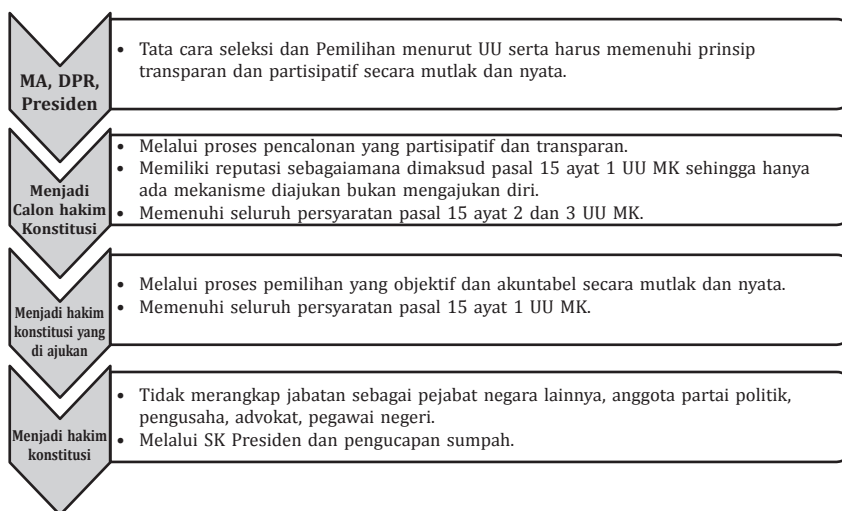 MA, DPR,
Presiden
• Tata cara seleksi dan Pemilihan menurut UU serta harus memenuhi prinsip
transparan dan partisipatif secara mutlak dan nyata.
Menjadi
Calon hakim
Konstitusi
• Melalui proses pencalonan yang partisipatif dan transparan.
• Memiliki reputasi sebagaiamana dimaksud pasal 15 ayat 1 UU MK sehingga hanya
ada mekanisme diajukan bukan mengajukan diri.
• Memenuhi seluruh persyaratan pasal 15 ayat 2 dan 3 UU MK.
Menjadi hakim
konstitusi yang
di ajukan
• Melalui proses pemilihan yang objektif dan akuntabel secara mutlak dan nyata.
• Memenuhi seluruh persyaratan pasal 15 ayat 1 UU MK.
Menjadi hakim
konstitusi
• Tidak merangkap jabatan sebagai pejabat negara lainnya, anggota partai politik,
pengusaha, advokat, pegawai negeri.
• Melalui SK Presiden dan pengucapan sumpah.